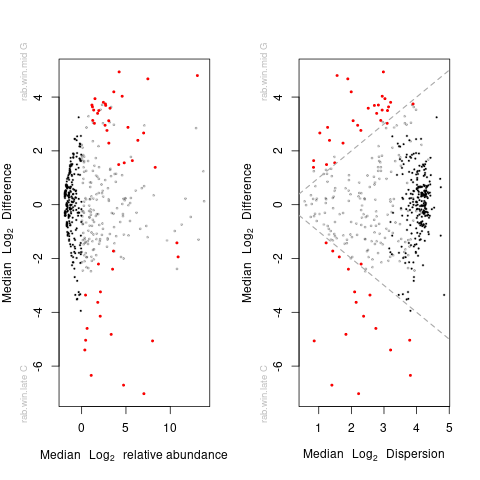 rab.win.mid G
rab.win.late C
Median Log2 Difference
4
2
0
-2
-4
-6
0 5 10
Median Log2 relative abundance
rab.win.mid G
rab.win.late C
Median Log2 Difference
4
2
0
-2
-4
-6
1 2 3 4 5
Median Log2 Dispersion